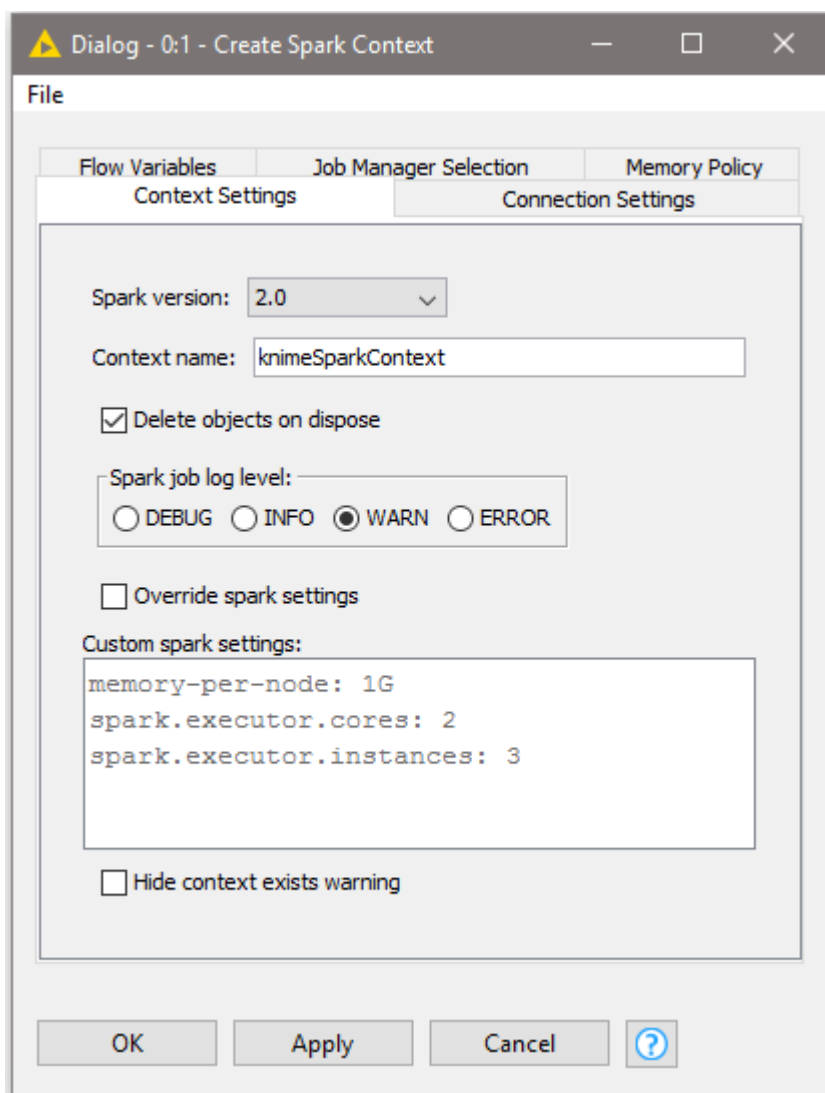 Dialog - 0:1 - Create Spark Context
File
Flow Variables Job Manager Selection Memory Policy
Context Settings Connection Settings
Spark version: 2.0
Context name: knimeSparkContext
Delete objects on dispose
Spark job log level:
DEBUG INFO WARN ERROR
Override spark settings
Custom spark settings:
memory-per-node: 1G
spark.executor.cores: 2
spark.executor.instances: 3
Hide context exists warning
OK Apply Cancel ?